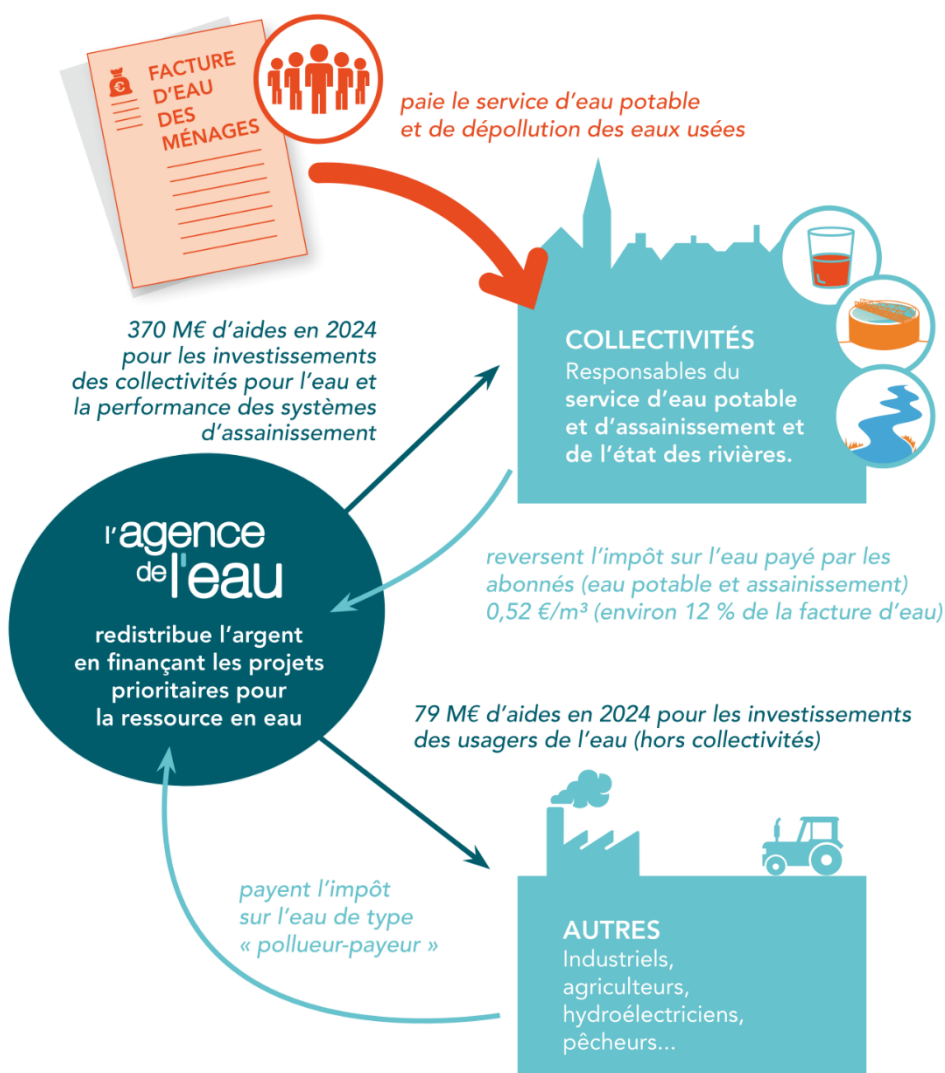 FACTURE
D'EAU
DES
MÉNAGES
€
paie le service d'eau potable
et de dépollution des eaux usées
370 M€ d'aides en 2024
pour les investissements
des collectivités pour l'eau et
la performance des systèmes
d'assainissement
COLLECTIVITÉS
Responsables du
service d'eau potable
et d'assainissement et
de l'état des rivières.
l'agence
de l'eau
redistribue l'argent
en finançant les projets
prioritaires pour
la ressource en eau
reversent l'impôt sur l'eau payé par les
abonnés (eau potable et assainissement)
0,52 €/m³ (environ 12 % de la facture d'eau)
79 M€ d'aides en 2024 pour les investissements
des usagers de l'eau (hors collectivités)
payent l'impôt
sur l'eau de type
« pollueur-payeur »
AUTRES
Industriels,
agriculteurs,
hydroélectriciens,
pêcheurs...